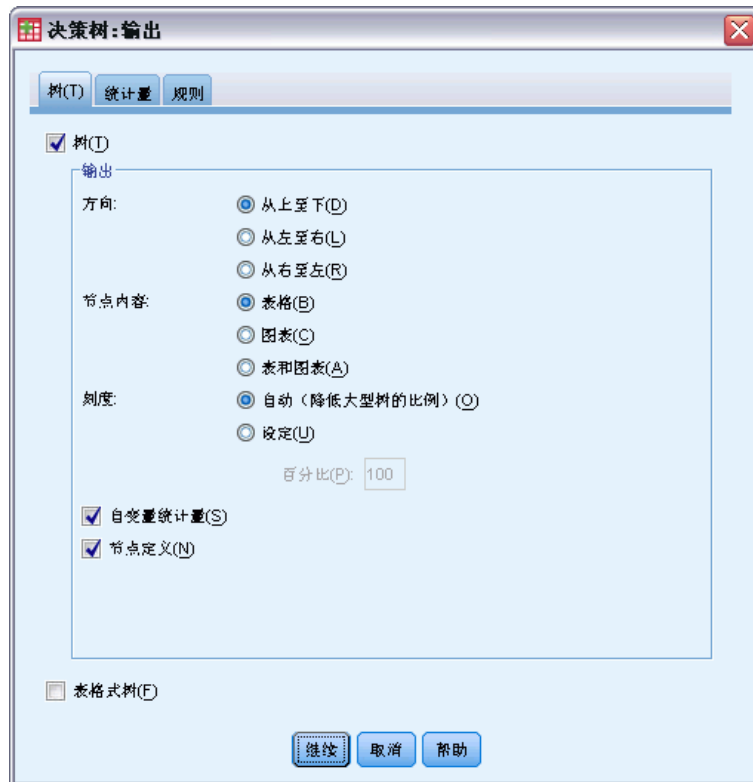 决策树:输出
树(T) 统计量 规则
树(T)
输出
方向: 从上至下(D)
从左至右(L)
从右至左(R)
节点内容: 表格(B)
图表(C)
表和图表(A)
刻度: 自动（降低大型树的比例）(O)
设定(U)
百分比(P): 100
自变量统计量(S)
节点定义(N)
表格式树(F)
继续 取消 帮助